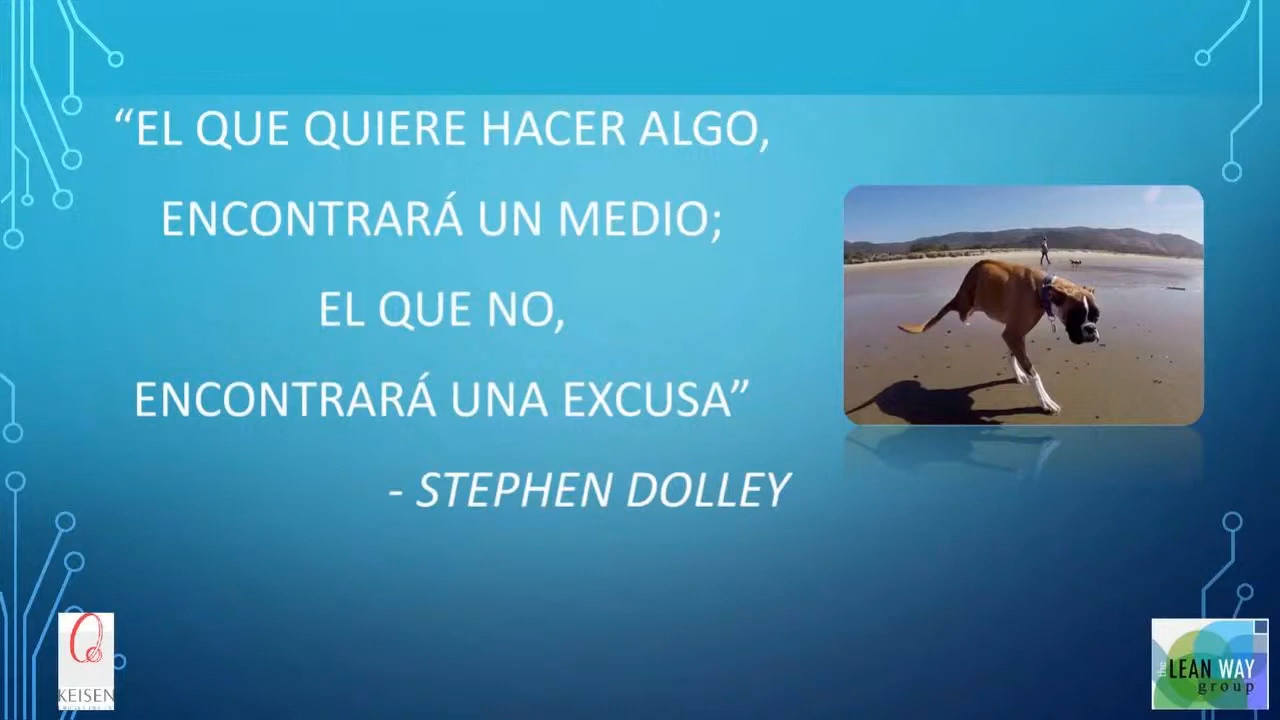 “EL QUE QUIERE HACER ALGO,
ENCONTRARÁ UN MEDIO;
EL QUE NO,
ENCONTRARÁ UNA EXCUSA”
- STEPHEN DOLLEY
KEISEN
the LEAN WAY
group